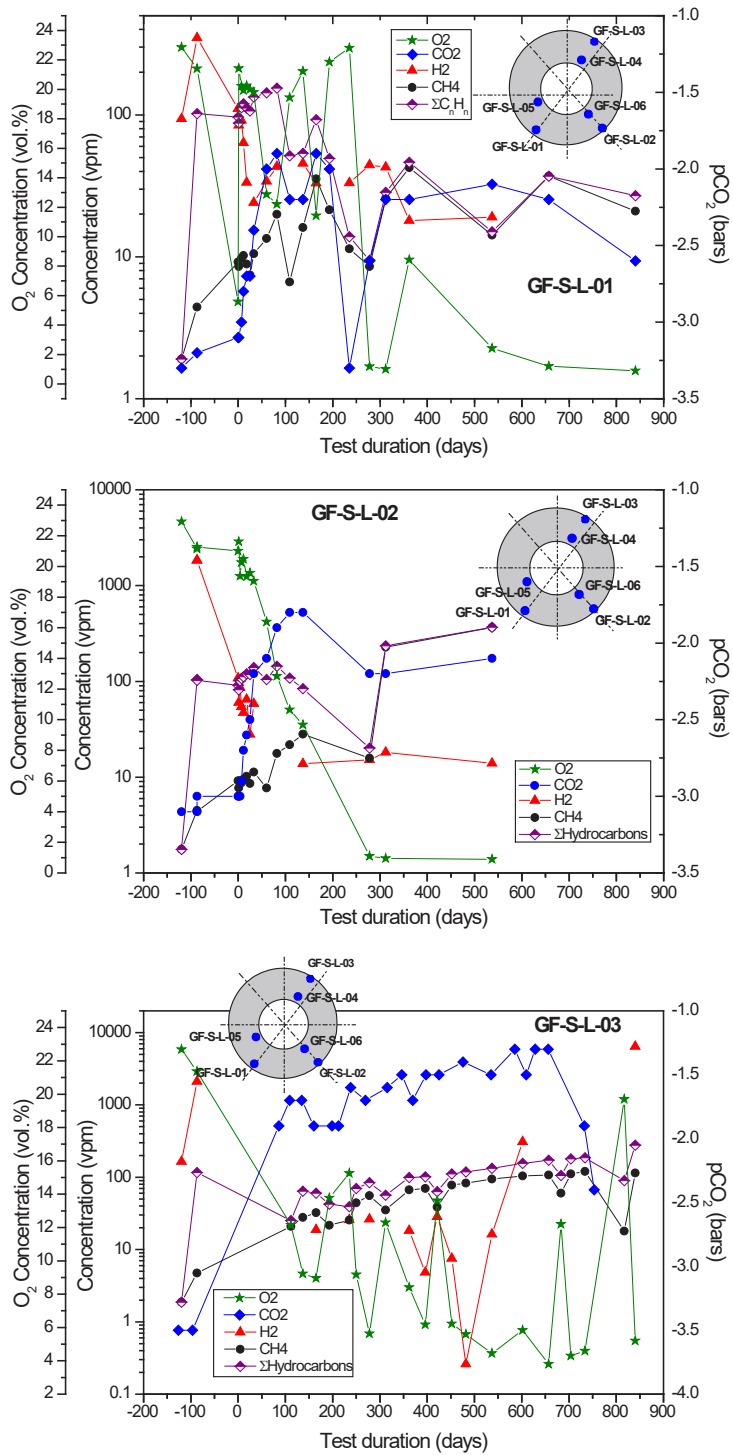 O2
CO2
H2
CH4
ΣCnHn
GF-S-L-03
GF-S-L-04
GF-S-L-05
GF-S-L-06
GF-S-L-01
GF-S-L-02
GF-S-L-01
O2 Concentration (vol.%)
24
22
20
18
16
14
12
10
8
6
4
2
0
Concentration (vpm)
100
10
1
pCO2 (bars)
-1.0
-1.5
-2.0
-2.5
-3.0
-3.5
-200 -100 0 100 200 300 400 500 600 700 800 900
Test duration (days)
GF-S-L-02
GF-S-L-03
GF-S-L-04
GF-S-L-05
GF-S-L-06
GF-S-L-01
GF-S-L-02
O2
CO2
H2
CH4
ΣHydrocarbons
O2 Concentration (vol.%)
24
22
20
18
16
14
12
10
8
6
4
2
0
Concentration (vpm)
10000
1000
100
10
1
pCO2 (bars)
-1.0
-1.5
-2.0
-2.5
-3.0
-3.5
-200 -100 0 100 200 300 400 500 600 700 800 900
Test duration (days)
GF-S-L-03
GF-S-L-04
GF-S-L-05
GF-S-L-06
GF-S-L-01
GF-S-L-02
GF-S-L-03
O2
CO2
H2
CH4
ΣHydrocarbons
O2 Concentration (vol.%)
24
22
20
18
16
14
12
10
8
6
4
2
Concentration (vpm)
10000
1000
100
10
1
0.1
pCO2 (bars)
-1.0
-1.5
-2.0
-2.5
-3.0
-3.5
-4.0
-200 -100 0 100 200 300 400 500 600 700 800 900
Test duration (days)